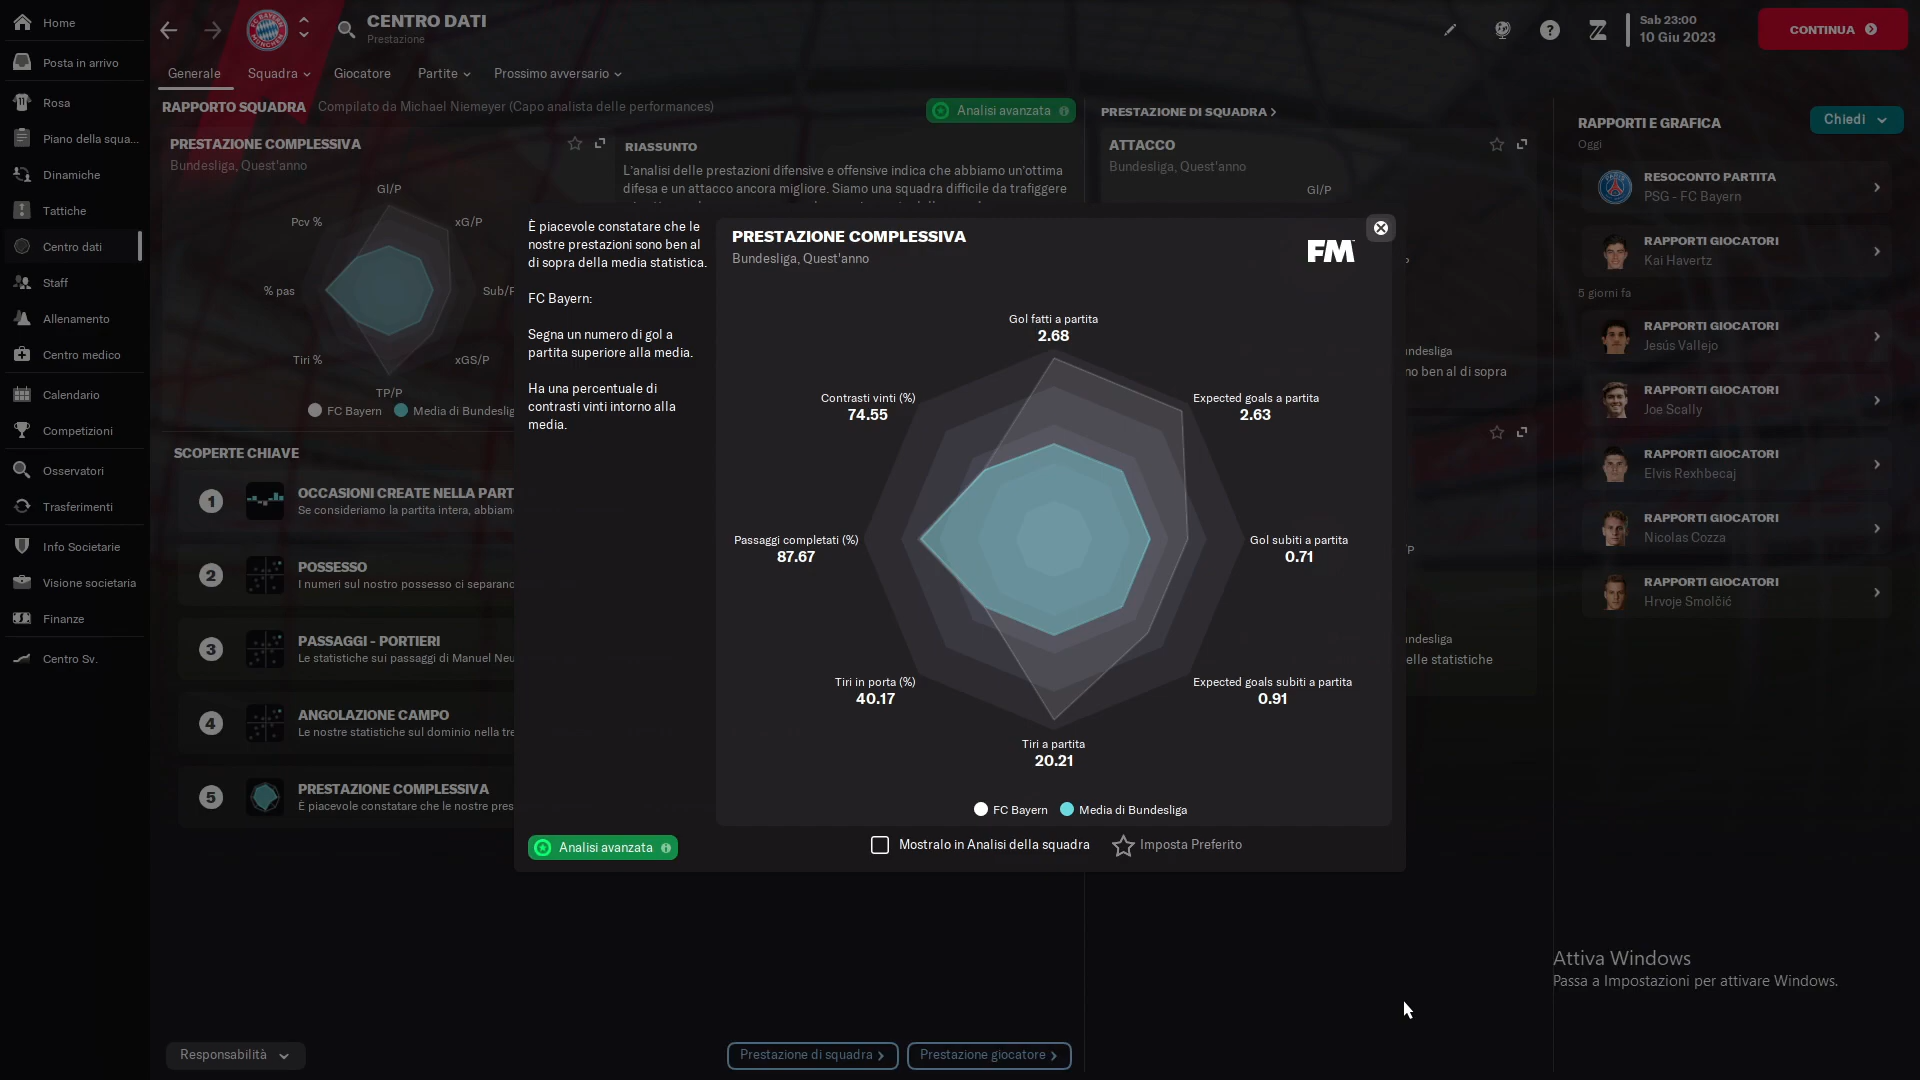 Home
Posta in arrivo
Rosa
Piano della squa...
Dinamiche
Tattiche
Centro dati
Staff
Allenamento
Centro medico
Calendario
Competizioni
Osservatori
Trasferimenti
Info Societarie
Visione societaria
Finanze
Centro Sv.
CENTRO DATI
Prestazione
Sab 23:00
10 Giu 2023
CONTINUA
Generale
Squadra
Giocatore
Partite
Prossimo avversario
RAPPORTO SQUADRA Compilato da Michael Niemeyer (Capo analista delle performances)
Analisi avanzata
PRESTAZIONE COMPLESSIVA
Bundesliga, Quest'anno
Gl/P
xG/P
Pcv %
% pas
Tiri %
TP/P
xGS/P
FC Bayern
RIASSUNTO
L'analisi delle prestazioni difensive e offensive indica che abbiamo un'ottima
difesa e un attacco ancora migliore. Siamo una squadra difficile da trafiggere
PRESTAZIONE DI SQUADRA >
ATTACCO
Bundesliga, Quest'anno
Gl/P
SCOPERTE CHIAVE
1
OCCASIONI CREATE NELLA PART
Se consideriamo la partita intera, abbiam
2
POSSESSO
I numeri sul nostro possesso ci separano
3
PASSAGGI - PORTIERI
Le statistiche sui passaggi di Manuel Neu
4
ANGOLAZIONE CAMPO
Le nostre statistiche sul dominio nella tre
5
PRESTAZIONE COMPLESSIVA
È piacevole constatare che le nostre pres
È piacevole constatare che le
nostre prestazioni sono ben al
di sopra della media statistica.
FC Bayern:
Segna un numero di gol a
partita superiore alla media.
Ha una percentuale di
contrasti vinti intorno alla
media.
PRESTAZIONE COMPLESSIVA
Bundesliga, Quest'anno
FM
Gol fatti a partita
2.68
Contrasti vinti (%)
74.55
Expected goals a partita
2.63
Passaggi completati (%)
87.67
Gol subiti a partita
0.71
Tiri in porta (%)
40.17
Expected goals subiti a partita
0.91
Tiri a partita
20.21
FC Bayern
Media di Bundesliga
Analisi avanzata
Mostralo in Analisi della squadra
Imposta Preferito
no ben al di sopra
elle statistiche
RAPPORTI E GRAFICA
Chiedi
Oggi
RESOCONTO PARTITA
PSG - FC Bayern
RAPPORTI GIOCATORI
Kai Havertz
5 giorni fa
RAPPORTI GIOCATORI
Jesús Vallejo
RAPPORTI GIOCATORI
Joe Scally
RAPPORTI GIOCATORI
Elvis Rexhbecaj
RAPPORTI GIOCATORI
Nicolas Cozza
RAPPORTI GIOCATORI
Hrvoje Smolčić
Attiva Windows
Passa a Impostazioni per attivare Windows.
Responsabilità
Prestazione di squadra >
Prestazione giocatore >